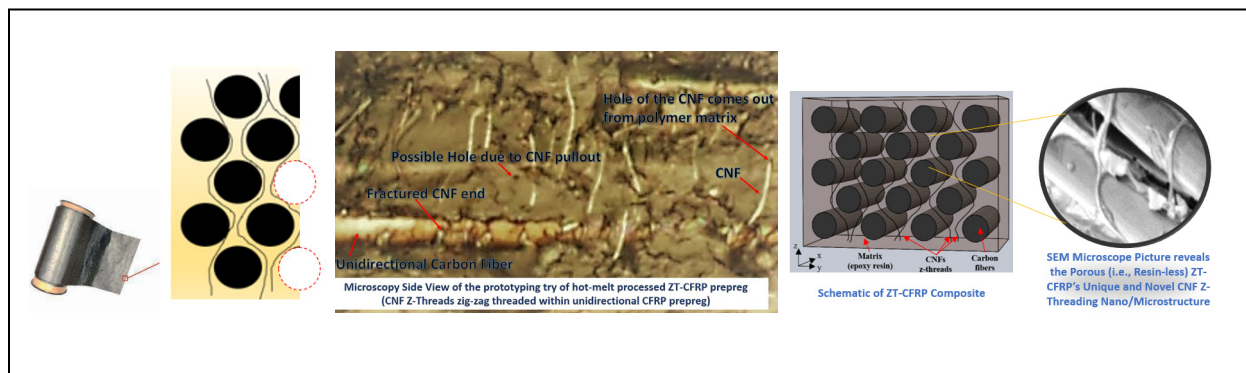 Hole of the CNF comes out
from polymer matrix
Possible Hole due to CNF pullout
CNF
Fractured CNF end
Unidirectional Carbon Fiber
Microscopy Side View of the prototyping try of hot-melt processed ZT-CFRP prepreg
(CNF Z-Threads zig-zag threaded within unidirectional CFRP prepreg)
z
x
y
Matrix
(epoxy resin)
CNFs
z-threads
Carbon
fibers
Schematic of ZT-CFRP Composite
SEM Microscope Picture reveals
the Porous (i.e., Resin-less) ZT-
CFRP's Unique and Novel CNF Z-
Threading Nano/Microstructure